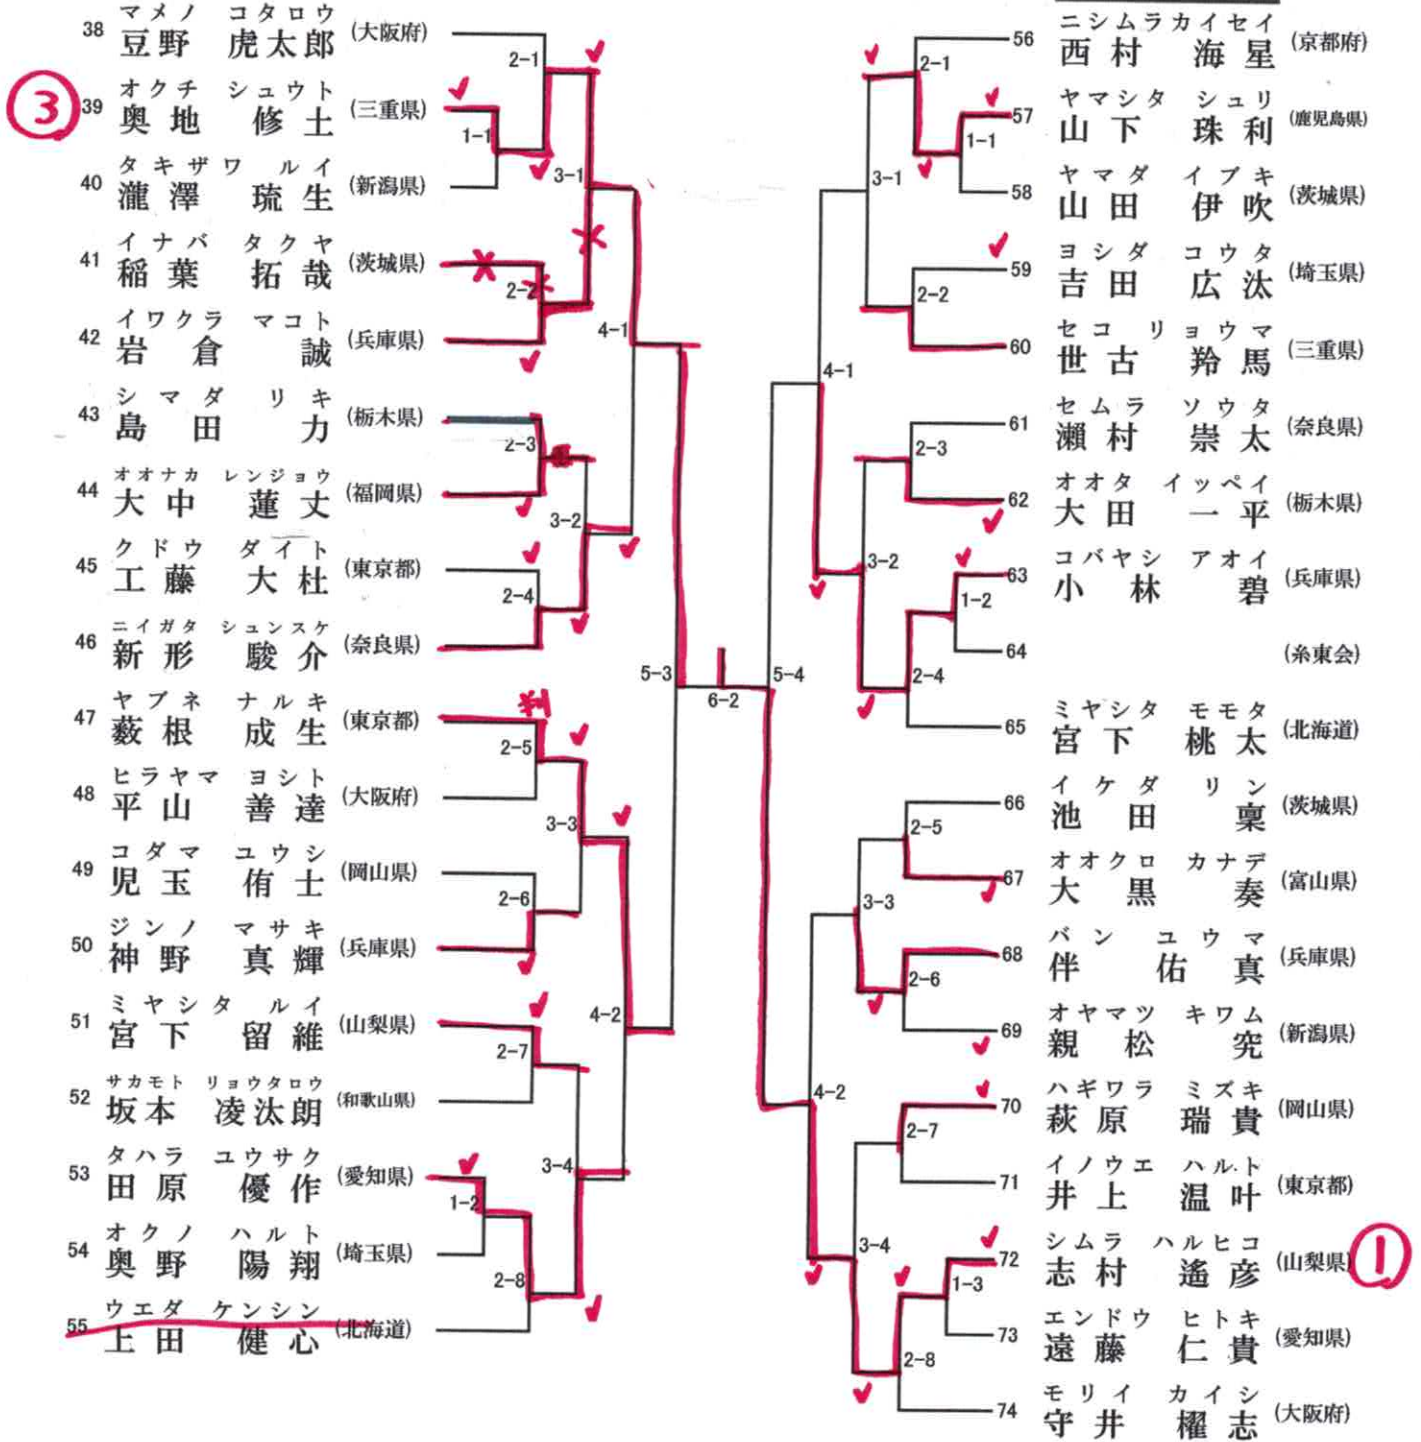 マメノ コタロウ
38 豆野 虎太郎 (大阪府)
オクチ シュウト
③ 39 奥地 修士 (三重県)
タキザワ ルイ
40 瀧澤 琉生 (新潟県)
イナバ タクヤ
41 稲葉 拓哉 (茨城県)
イワクラ マコト
42 岩倉 誠 (兵庫県)
シマダ リキ
43 島田 力 (栃木県)
オオナカ レンジョウ
44 大中 蓮丈 (福岡県)
クドウ ダイト
45 工藤 大杜 (東京都)
ニイガタ シュンスケ
46 新形 駿介 (奈良県)
ヤブネ ナルキ
47 薮根 成生 (東京都)
ヒラヤマ ヨシト
48 平山 善達 (大阪府)
コダマ ユウシ
49 児玉 侑士 (岡山県)
ジンノ マサキ
50 神野 真輝 (兵庫県)
ミヤシタ ルイ
51 宮下 留維 (山梨県)
サカモト リョウタロウ
52 坂本 凌汰朗 (和歌山県)
タハラ ユウサク
53 田原 優作 (愛知県)
オクノ ハルト
54 奥野 陽翔 (埼玉県)
ウエダ ケンシン
55 上田 健心 (北海道)
2-1
1-1
3-1
2-2
4-1
2-3
3-2
2-4
5-3
2-5
3-3
2-6
4-2
2-7
3-4
1-2
2-8
6-2
5-4
2-1
1-1
3-1
2-2
4-1
2-3
3-2
1-2
2-4
2-5
3-3
2-6
4-2
2-7
3-4
1-3
2-8
ニシムラカイセイ
56 西村 海星 (京都府)
ヤマシタ シュリ
57 山下 珠利 (鹿児島県)
ヤマダ イブキ
58 山田 伊吹 (茨城県)
ヨシダ コウタ
59 吉田 広汰 (埼玉県)
セコ リョウマ
60 世古 羚馬 (三重県)
セムラ ソウタ
61 瀬村 崇太 (奈良県)
オオタ イッペイ
62 大田 一平 (栃木県)
コバヤシ アオイ
63 小林 碧 (兵庫県)
64 (糸東会)
ミヤシタ モモタ
65 宮下 桃太 (北海道)
イケダ リン
66 池田 稟 (茨城県)
オオクロ カナデ
67 大黒 奏 (富山県)
バン ユウマ
68 伴 佑真 (兵庫県)
オヤマツ キワム
69 親松 究 (新潟県)
ハギワラ ミズキ
70 萩原 瑞貴 (岡山県)
イノウエ ハルト
71 井上 温叶 (東京都)
シムラ ハルヒコ
72 志村 遙彦 (山梨県) ①
エンドウ ヒトキ
73 遠藤 仁貴 (愛知県)
モリイ カイシ
74 守井 櫂志 (大阪府)